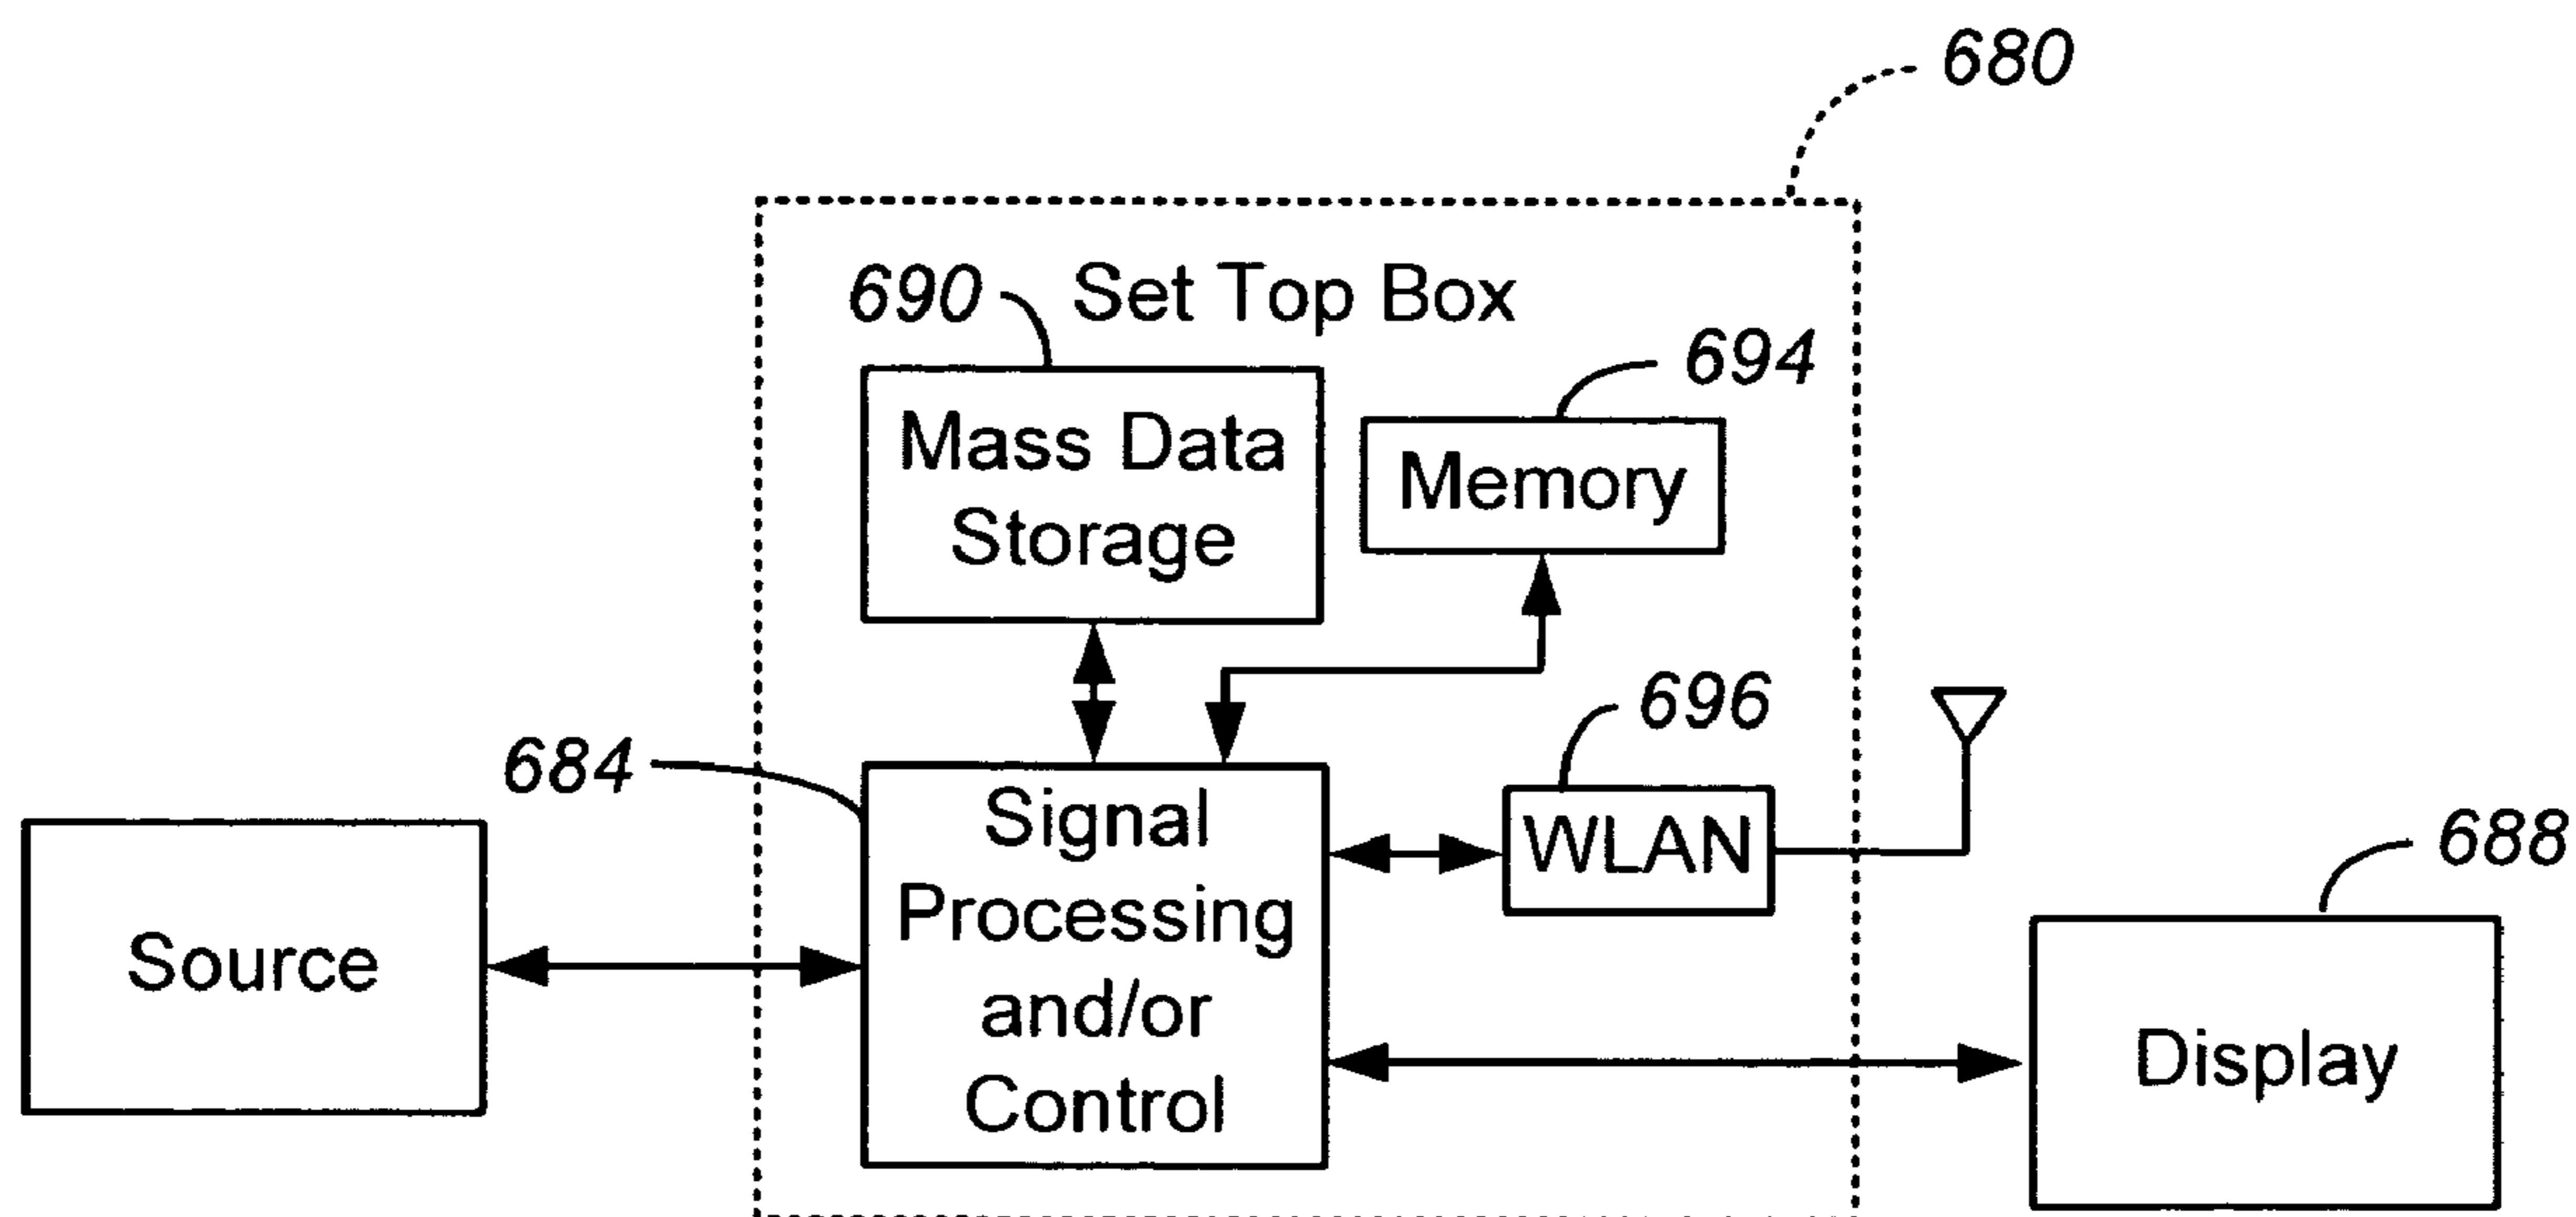 680
690
Set Top Box
694
Mass Data
Storage
Memory
696
684
Signal
Processing
and/or
Control
WLAN
688
Source
Display